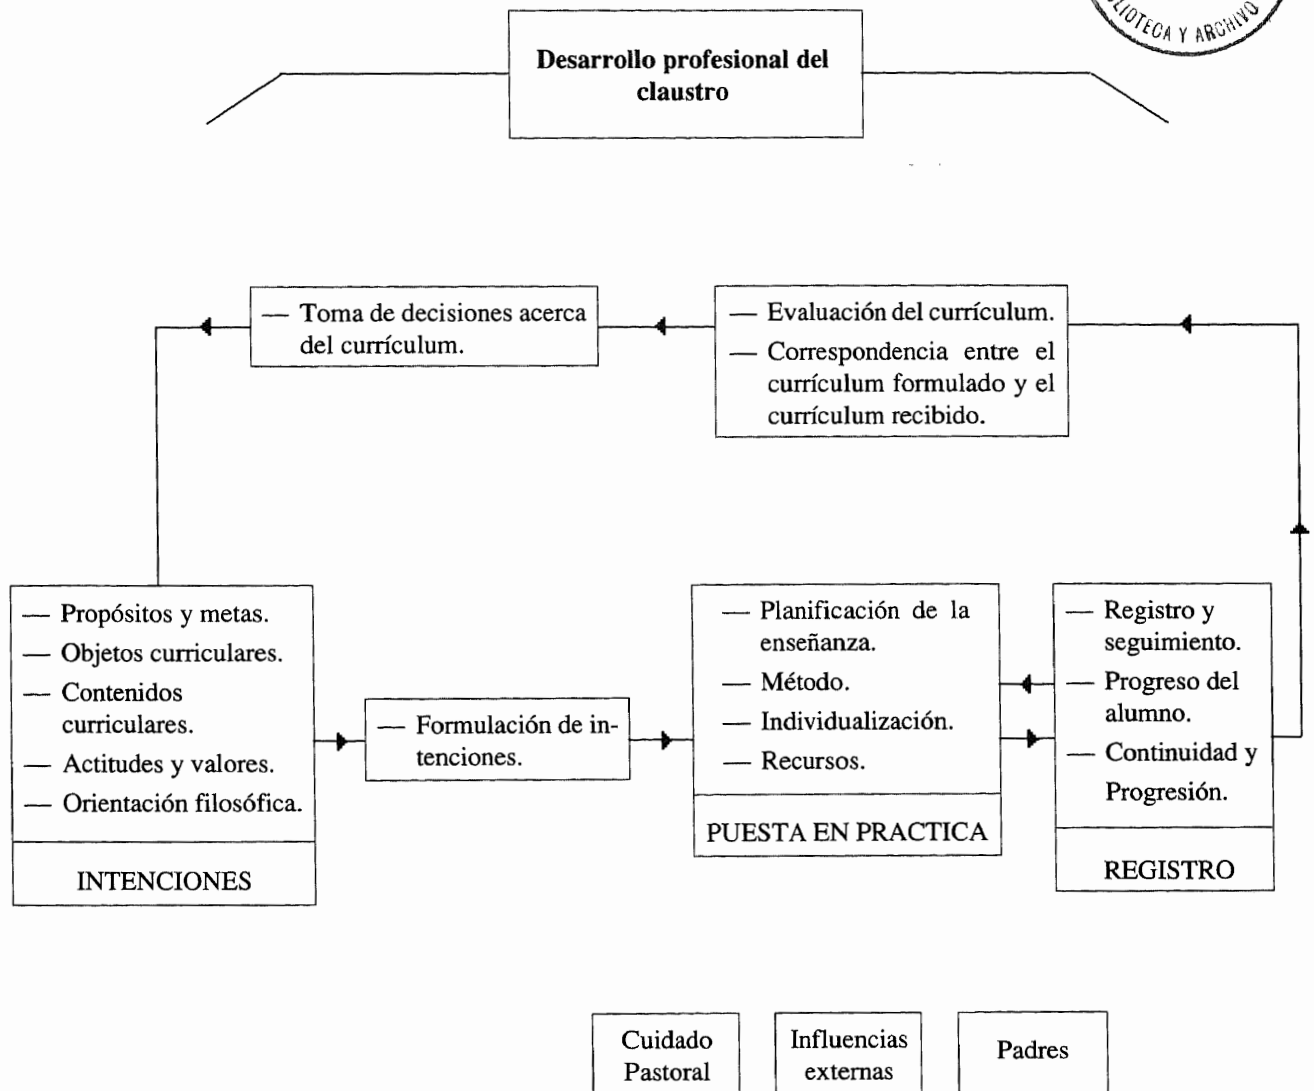 BIBLIOTECA Y ARCHIVO
Desarrollo profesional del
claustro
— Toma de decisiones acerca
del currículum.
— Evaluación del currículum.
— Correspondencia entre el
currículum formulado y el
currículum recibido.
— Propósitos y metas.
— Objetos curriculares.
— Contenidos
curriculares.
— Actitudes y valores.
— Orientación filosófica.
INTENCIONES
— Formulación de in-
tenciones.
— Planificación de la
enseñanza.
— Método.
— Individualización.
— Recursos.
PUESTA EN PRACTICA
— Registro y
seguimiento.
— Progreso del
alumno.
— Continuidad y
Progresión.
REGISTRO
Cuidado
Pastoral
Influencias
externas
Padres